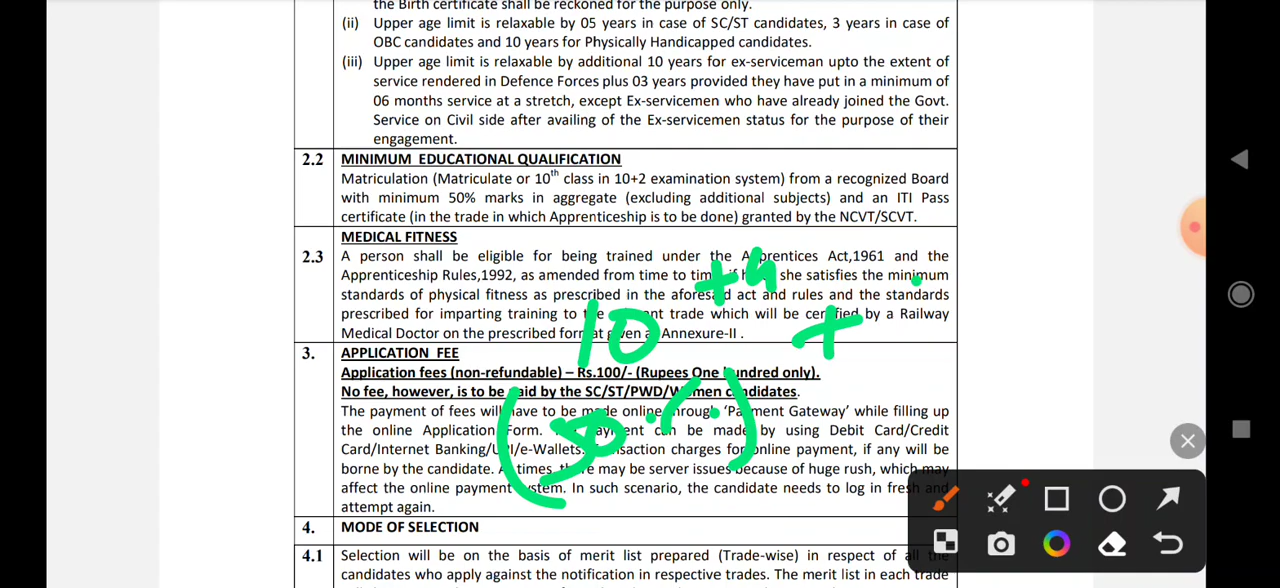 the Birth certificate shall be reckoned for the purpose only.
(ii) Upper age limit is relaxable by 05 years in case of SC/ST candidates, 3 years in case of
OBC candidates and 10 years for Physically Handicapped candidates.
(iii) Upper age limit is relaxable by additional 10 years for ex-serviceman upto the extent of
service rendered in Defence Forces plus 03 years provided they have put in a minimum of
06 months service at a stretch, except Ex-servicemen who have already joined the Govt.
Service on Civil side after availing of the Ex-servicemen status for the purpose of their
engagement.
2.2 MINIMUM EDUCATIONAL QUALIFICATION
Matriculation (Matriculate or 10th class in 10+2 examination system) from a recognized Board
with minimum 50% marks in aggregate (excluding additional subjects) and an ITI Pass
certificate (in the trade in which Apprenticeship is to be done) granted by the NCVT/SCVT.
MEDICAL FITNESS
2.3 A person shall be eligible for being trained under the Apprentices Act,1961 and the
Apprenticeship Rules,1992, as amended from time to time, if he she satisfies the minimum
standards of physical fitness as prescribed in the aforesaid act and rules and the standards
prescribed for imparting training to the trade which will be certified by a Railway
Medical Doctor on the prescribed format given Annexure-II .
10 th +
3. APPLICATION FEE
Application fees (non-refundable) – Rs.100/- (Rupees One hundred only).
No fee, however, is to be paid by the SC/ST/PWD/Women candidates.
The payment of fees will have to be made online through 'Payment Gateway' while filling up
the online Application Form. payment can be made by using Debit Card/Credit
Card/Internet Banking/UPI/e-Wallets. Transaction charges for online payment, if any will be
borne by the candidate. At times, there may be server issues because of huge rush, which may
affect the online payment system. In such scenario, the candidate needs to log in fresh and
attempt again.
(50%)
4. MODE OF SELECTION
4.1 Selection will be on the basis of merit list prepared (Trade-wise) in respect of all the
candidates who apply against the notification in respective trades. The merit list in each trade